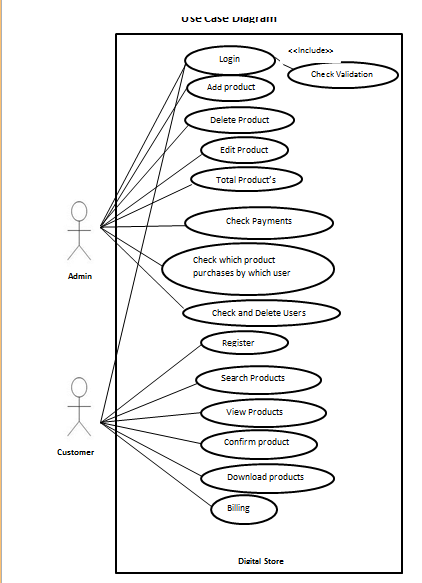 Use Case Diagram
<<Include>>
Login
Check Validation
Add product
Delete Product
Edit Product
Total Product's
Check Payments
Check which product
purchases by which user
Admin
Check and Delete Users
Register
Search Products
View Products
Customer
Confirm product
Download products
Billing
Digital Store